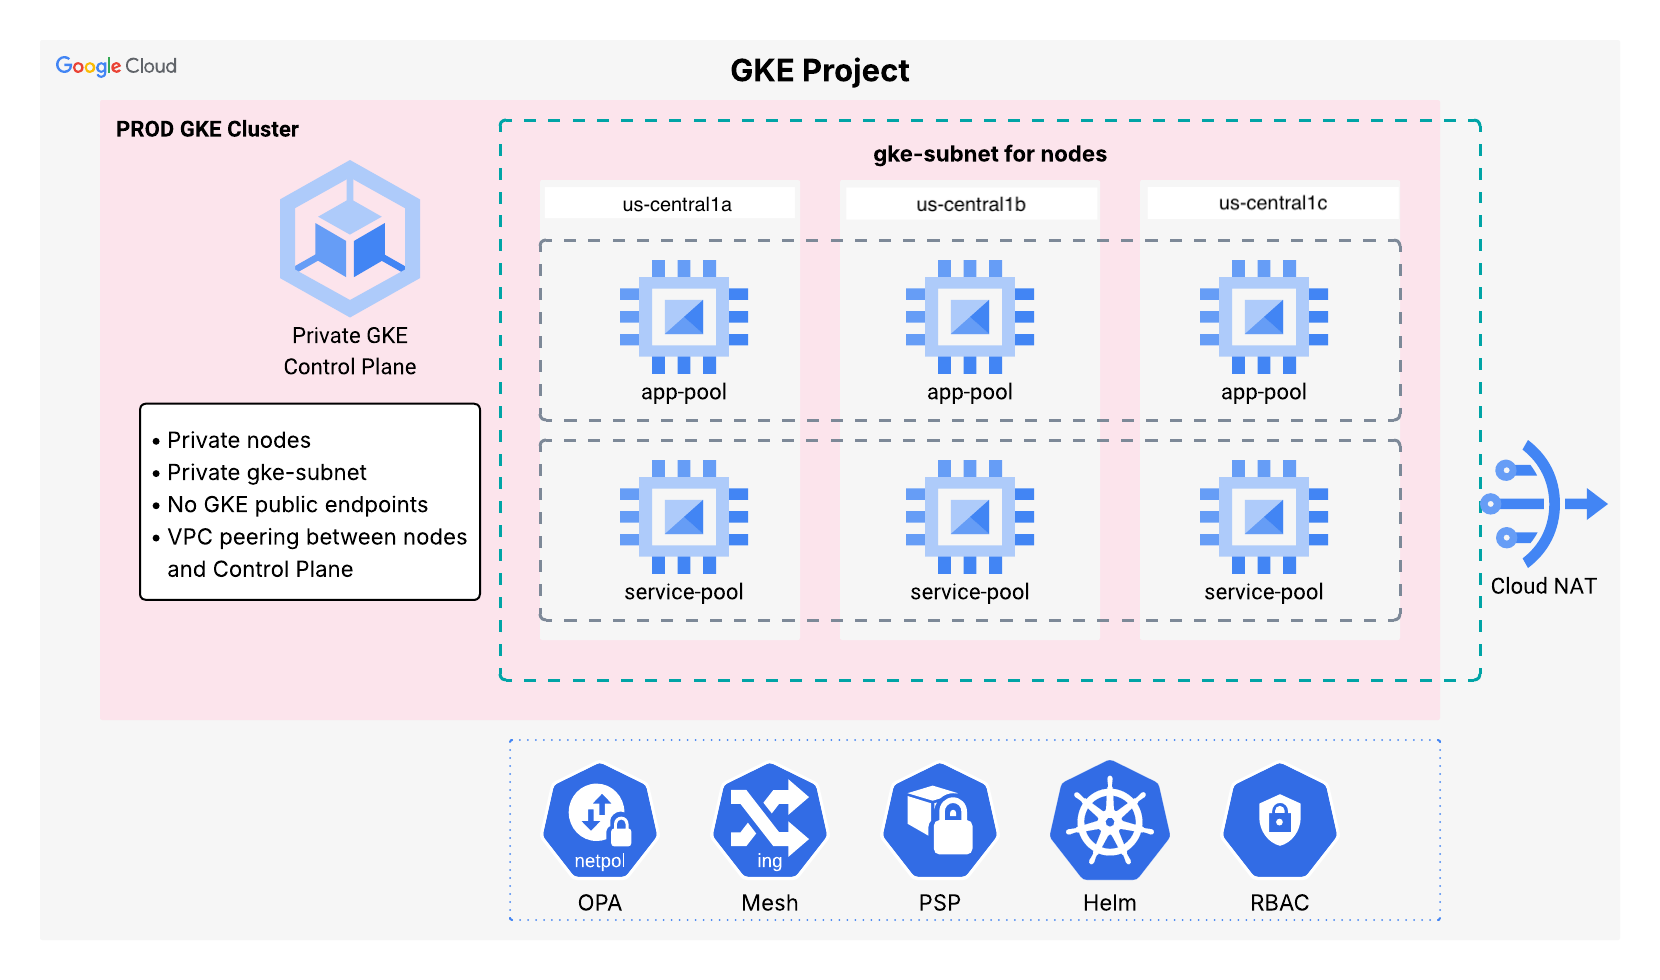 Google Cloud
GKE Project
PROD GKE Cluster
gke-subnet for nodes
us-central1a
us-central1b
us-central1c
Private GKE
Control Plane
app-pool
app-pool
app-pool
• Private nodes
• Private gke-subnet
• No GKE public endpoints
• VPC peering between nodes
and Control Plane
service-pool
service-pool
service-pool
Cloud NAT
netpol
ing
OPA
Mesh
PSP
Helm
RBAC